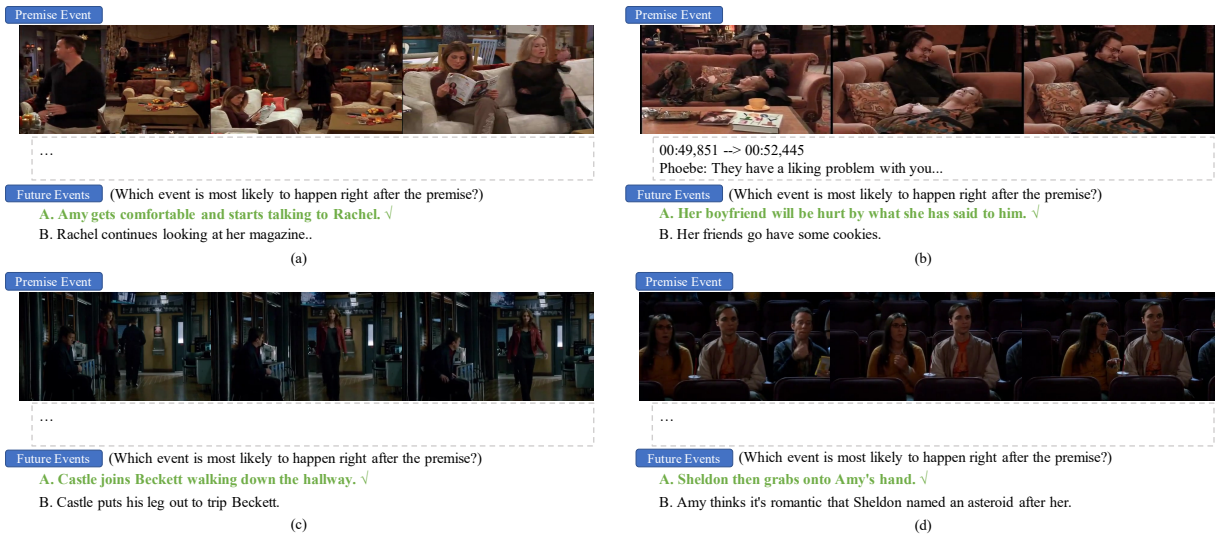 Premise Event
...
Future Events (Which event is most likely to happen right after the premise?)
A. Amy gets comfortable and starts talking to Rachel. √
B. Rachel continues looking at her magazine..
(a)
Premise Event
00:49,851 --> 00:52,445
Phoebe: They have a liking problem with you...
Future Events (Which event is most likely to happen right after the premise?)
A. Her boyfriend will be hurt by what she has said to him. √
B. Her friends go have some cookies.
(b)
Premise Event
...
Future Events (Which event is most likely to happen right after the premise?)
A. Castle joins Beckett walking down the hallway. √
B. Castle puts his leg out to trip Beckett.
(c)
Premise Event
...
Future Events (Which event is most likely to happen right after the premise?)
A. Sheldon then grabs onto Amy's hand. √
B. Amy thinks it's romantic that Sheldon named an asteroid after her.
(d)